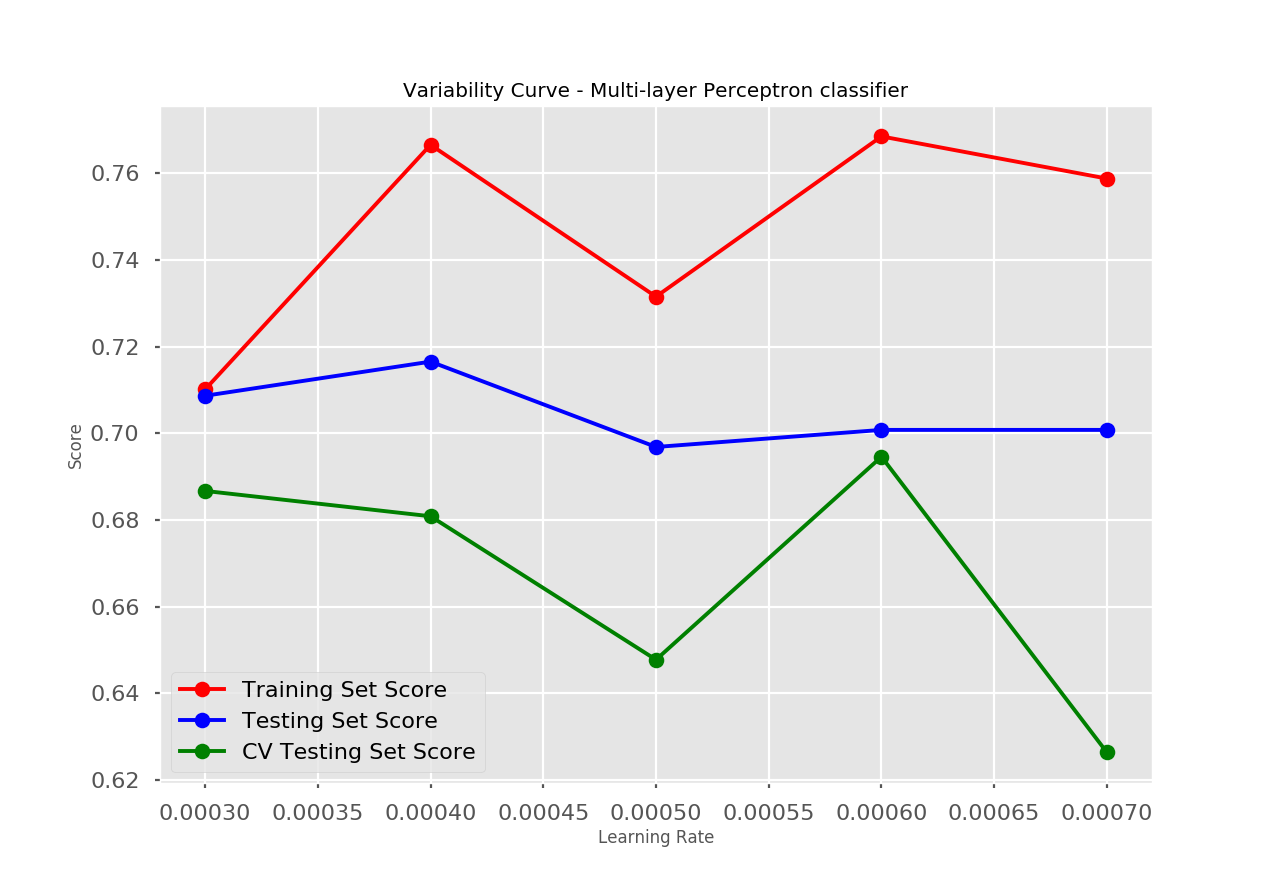 Variability Curve - Multi-layer Perceptron classifier
0.76
0.74
0.72
0.70
0.68
0.66
0.64
0.62
Score
Training Set Score
Testing Set Score
CV Testing Set Score
0.00030 0.00035 0.00040 0.00045 0.00050 0.00055 0.00060 0.00065 0.00070
Learning Rate